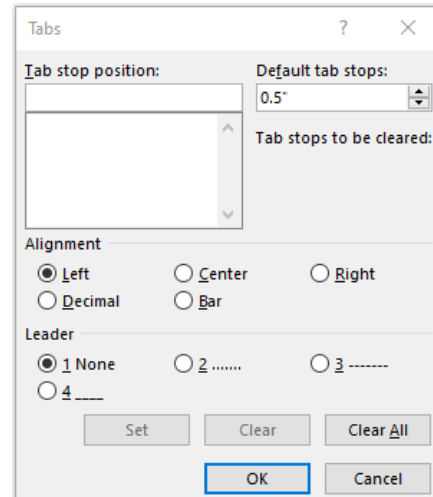 Tabs ?
Tab stop position: Default tab stops:
0.5"
Tab stops to be cleared:
Alignment
Left Center Right
Decimal Bar
Leader
1 None 2 ....... 3 -------
4 ____
Set Clear Clear All
OK Cancel